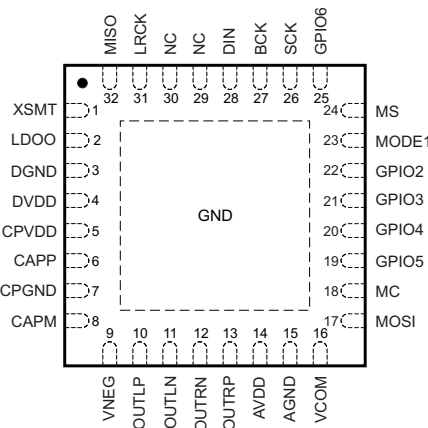 MISO
LRCK
NC
NC
DIN
BCK
SCK
GPIO6
32 31 30 29 28 27 26 25
XSMT 1
LDOO 2
DGND 3
DVDD 4
CPVDD 5
CAPP 6
CPGND 7
CAPM 8
GND
24 MS
23 MODE1
22 GPIO2
21 GPIO3
20 GPIO4
19 GPIO5
18 MC
17 MOSI
9 10 11 12 13 14 15 16
VNEG
OUTLP
OUTLN
OUTRN
OUTRP
AVDD
AGND
VCOM